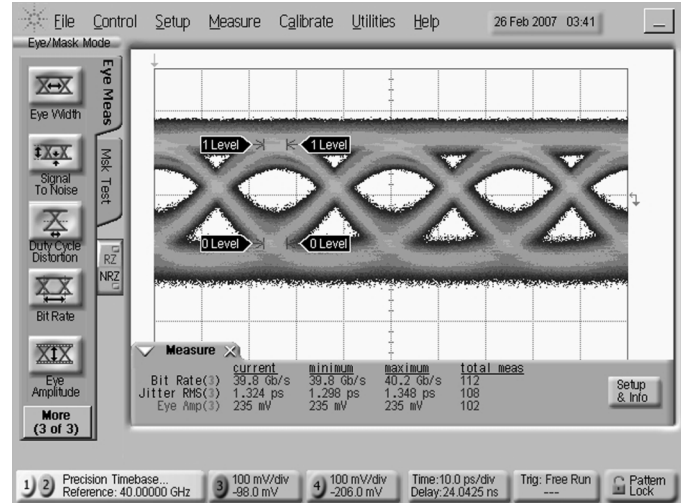 File Control Setup Measure Calibrate Utilities Help 26 Feb 2007 03:41
Eye/Mask Mode
Eye Width
Signal
To Noise
Duty Cycle
Distortion
Bit Rate
Eye
Amplitude
More
(3 of 3)
Eye Meas
Msk Test
RZ
NRZ
1 Level 1 Level
0 Level 0 Level
Measure
current minimum maximum total meas
Bit Rate(3) 39.8 Gb/s 39.8 Gb/s 40.2 Gb/s 112
Jitter RMS(3) 1.324 ps 1.298 ps 1.348 ps 108
Eye Amp(3) 235 mV 235 mV 235 mV 102
Setup
& Info
1 2 Precision Timebase...
Reference: 40.00000 GHz
3 100 mV/div
-98.0 mV
4 100 mV/div
-206.0 mV
Time:10.0 ps/div
Delay:24.0425 ns
Trig: Free Run
---
Pattern
Lock